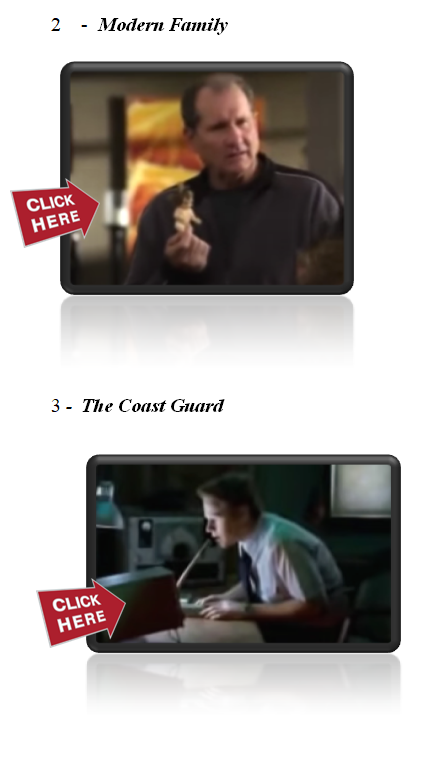 2 - Modern Family
CLICK
HERE
3 - The Coast Guard
CLICK
HERE